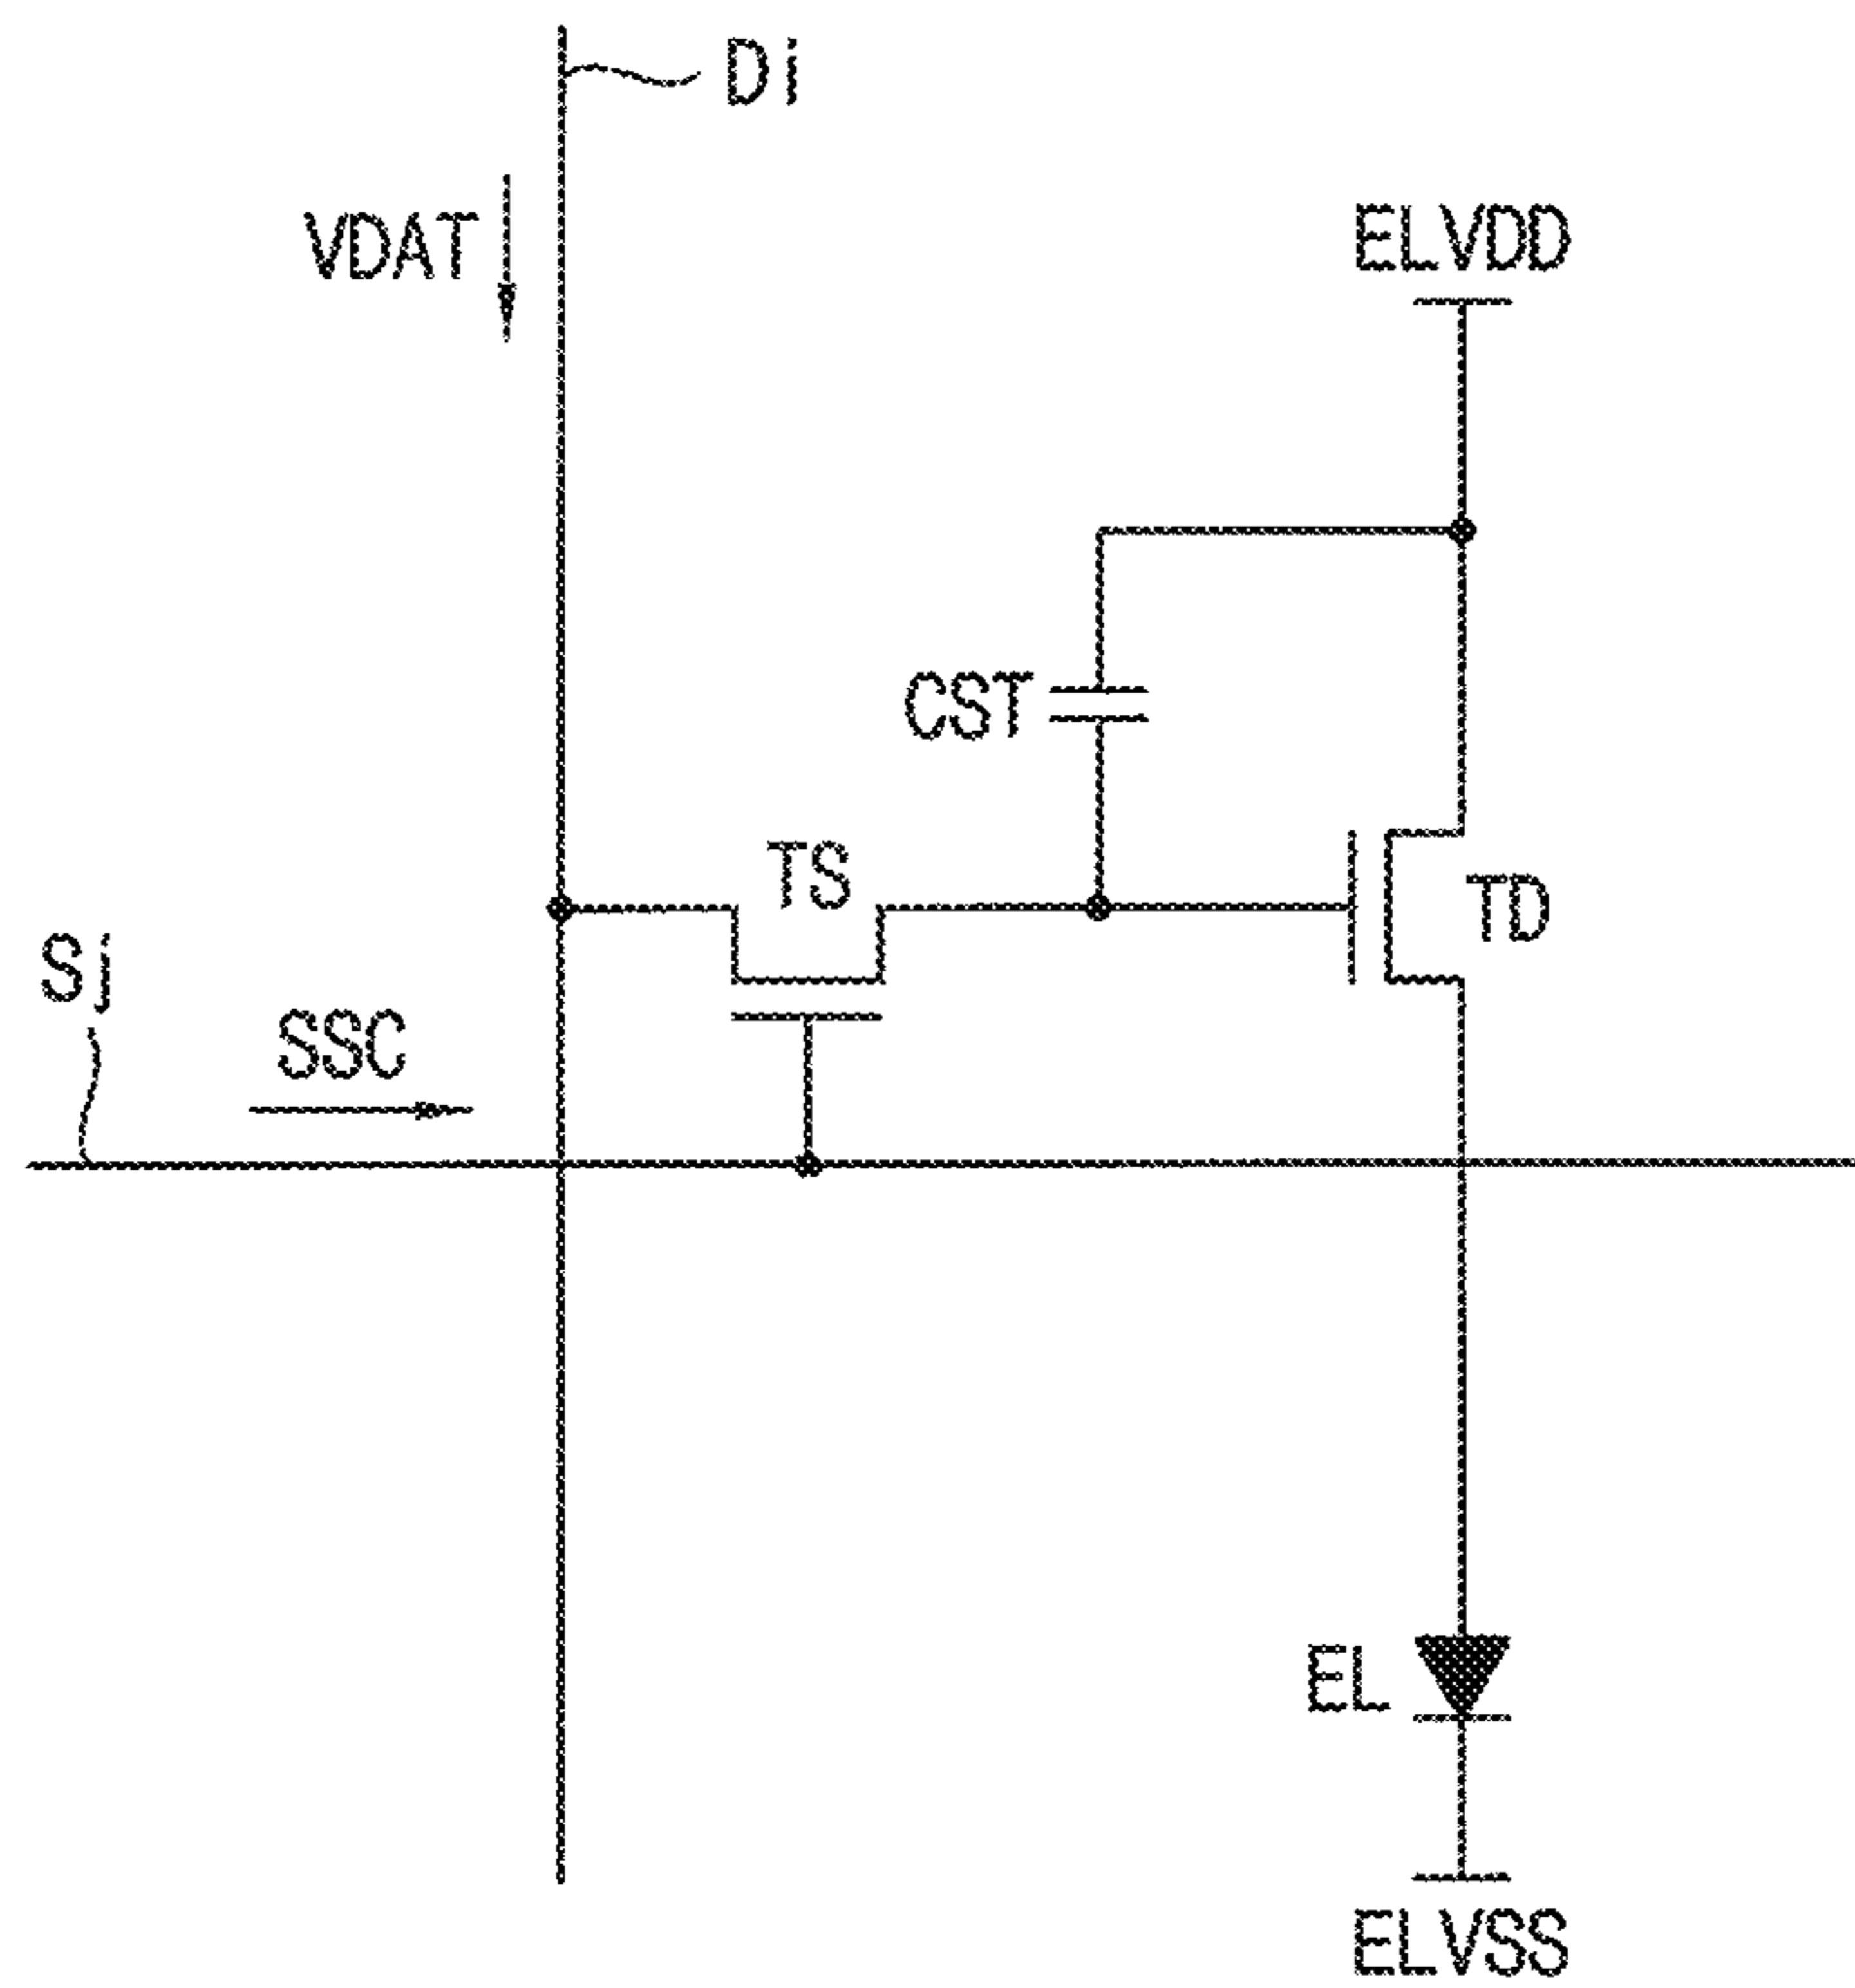 Di
VDAT
ELVDD
CST
TS
TD
Sj
SSC
EL
ELVSS